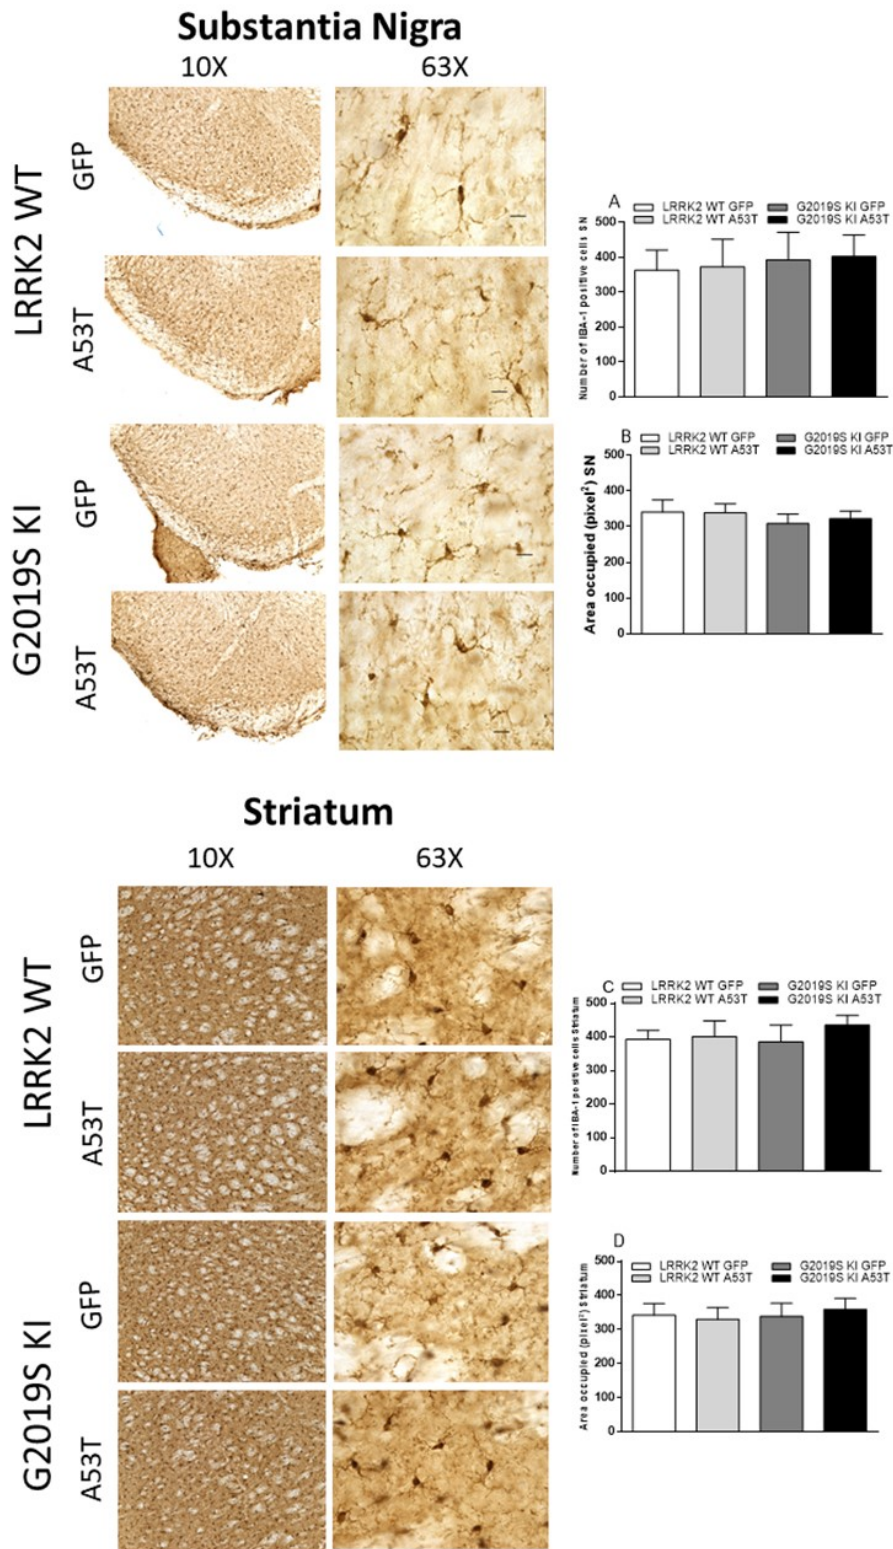 Substantia Nigra
10X 63X
LRRK2 WT
GFP
A53T
G2019S KI
GFP
A53T
A
LRRK2 WT GFP G2019S KI GFP
LRRK2 WT A53T G2019S KI A53T
Number of IBA-1 positive cells SN
500
400
300
200
100
0
B
LRRK2 WT GFP G2019S KI GFP
LRRK2 WT A53T G2019S KI A53T
Area occupied (pixel²) SN
500
400
300
200
100
0
Striatum
10X 63X
LRRK2 WT
GFP
A53T
G2019S KI
GFP
A53T
C
LRRK2 WT GFP G2019S KI GFP
LRRK2 WT A53T G2019S KI A53T
Number of IBA-1 positive cells Striatum
500
400
300
200
100
0
D
LRRK2 WT GFP G2019S KI GFP
LRRK2 WT A53T G2019S KI A53T
Area occupied (pixel²) Striatum
500
400
300
200
100
0